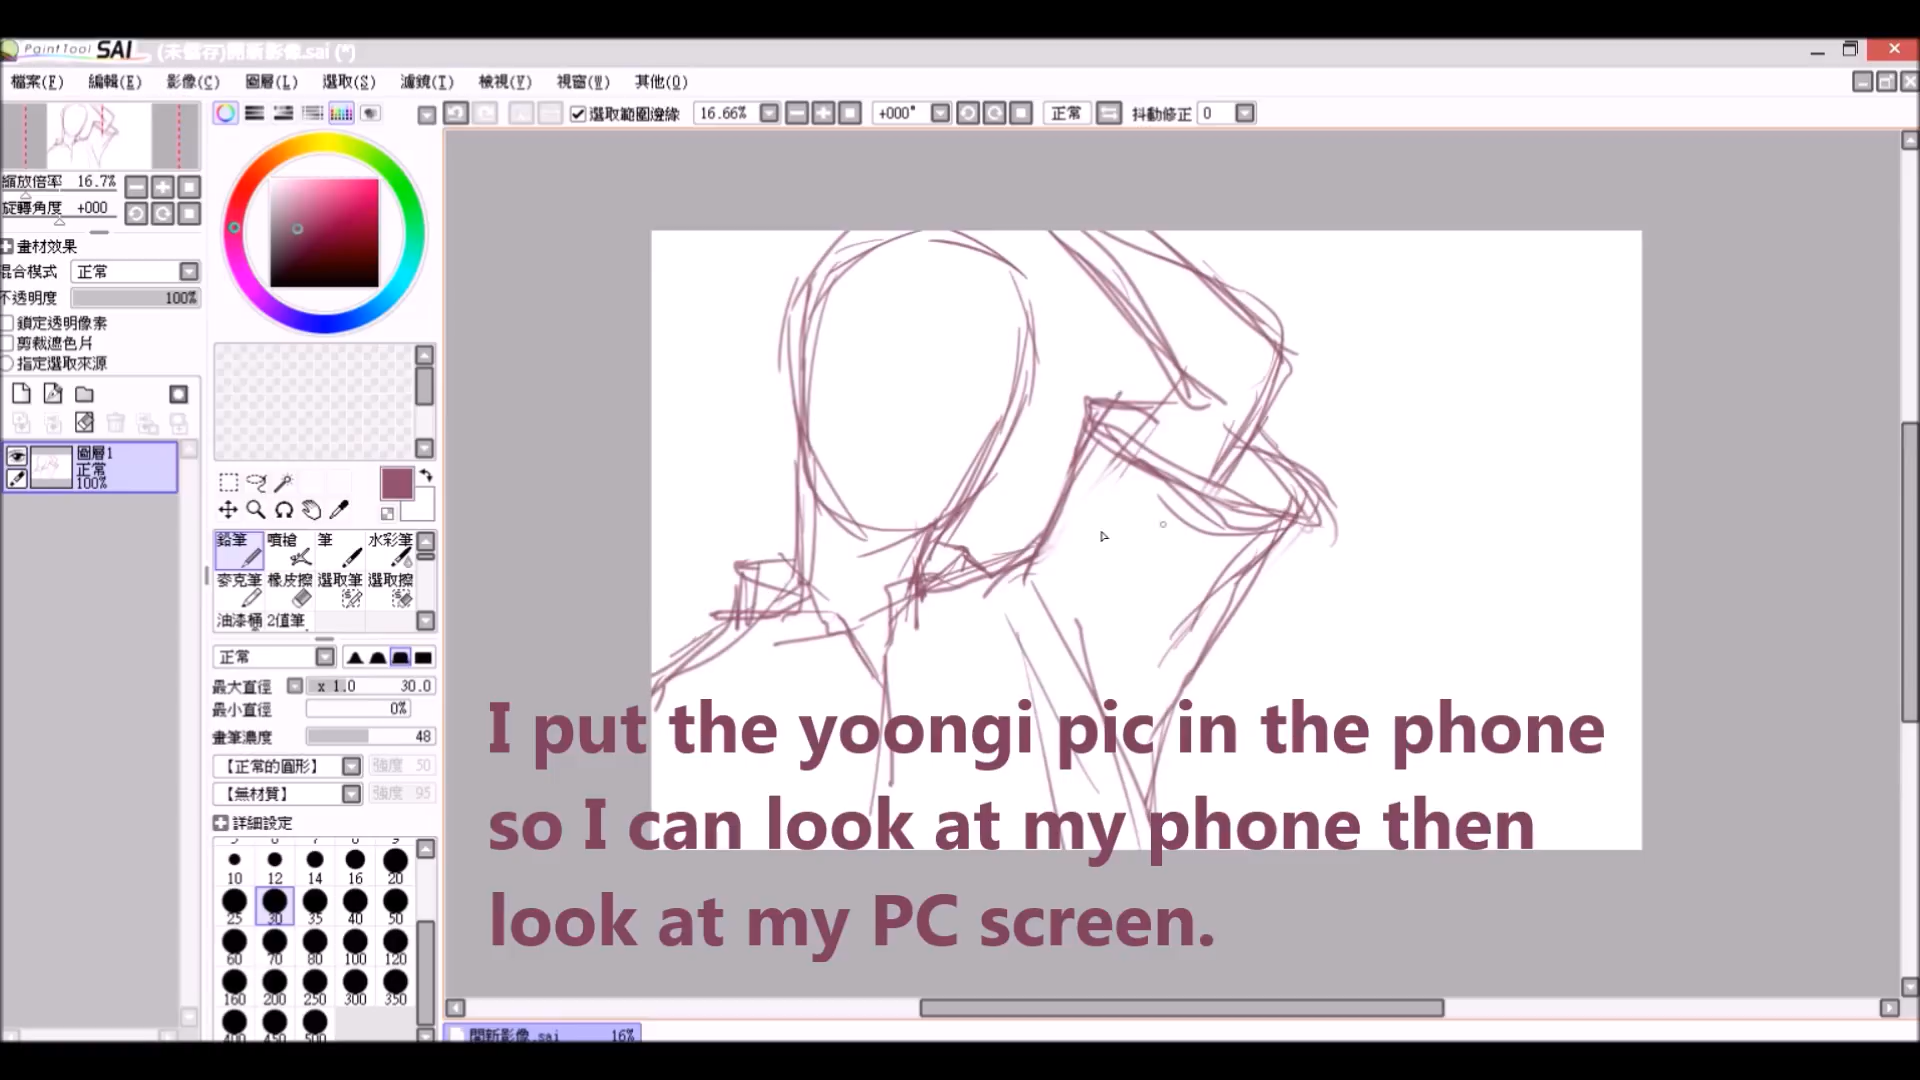 PaintTool SAI (未儲存)開新影像.sai (*)
檔案(F) 編輯(E) 影像(C) 圖層(L) 選取(S) 濾鏡(T) 檢視(V) 視窗(W) 其他(O)
選取範圍邊緣 16.66% +000° 正常 抖動修正 0
縮放倍率 16.7%
旋轉角度 +000
畫材效果
混合模式 正常
不透明度 100%
鎖定透明像素
剪裁遮色片
指定選取來源
圖層1
正常
100%
鉛筆 噴槍 筆 水彩筆
麥克筆 橡皮擦 選取筆 選取擦
油漆桶 2值筆
正常
最大直徑 x 1.0 30.0
最小直徑 0%
畫筆濃度 48
【正常的圓形】 強度 50
【無材質】 強度 95
詳細設定
10 12 14 16 20
25 30 35 40 50
60 70 80 100 120
160 200 250 300 350
400 450 500
I put the yoongi pic in the phone
so I can look at my phone then
look at my PC screen.
開新影像.sai 16%